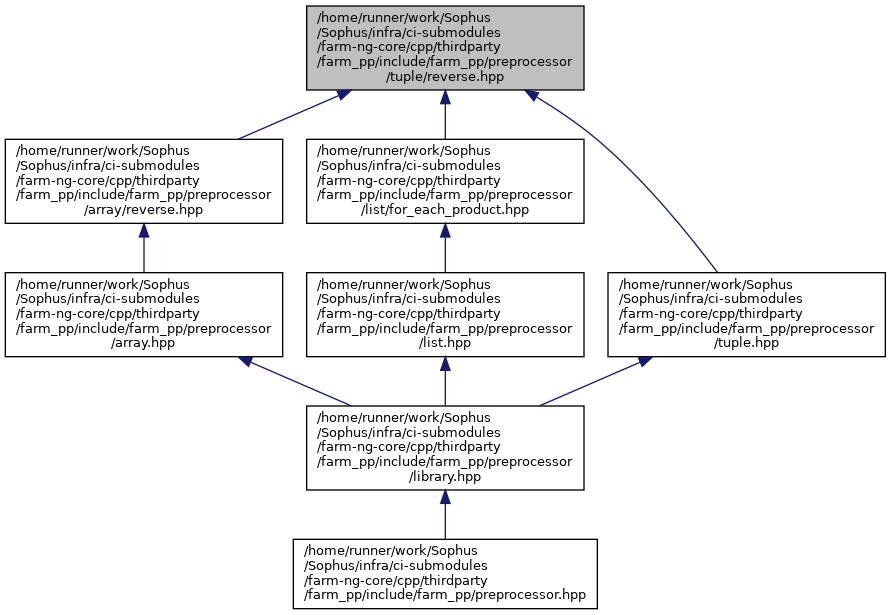 /home/runner/work/Sophus
/Sophus/infra/ci-submodules
/farm-ng-core/cpp/thirdparty
/farm_pp/include/farm_pp/preprocessor
/tuple/reverse.hpp
/home/runner/work/Sophus
/Sophus/infra/ci-submodules
/farm-ng-core/cpp/thirdparty
/farm_pp/include/farm_pp/preprocessor
/array/reverse.hpp
/home/runner/work/Sophus
/Sophus/infra/ci-submodules
/farm-ng-core/cpp/thirdparty
/farm_pp/include/farm_pp/preprocessor
/list/for_each_product.hpp
/home/runner/work/Sophus
/Sophus/infra/ci-submodules
/farm-ng-core/cpp/thirdparty
/farm_pp/include/farm_pp/preprocessor
/array.hpp
/home/runner/work/Sophus
/Sophus/infra/ci-submodules
/farm-ng-core/cpp/thirdparty
/farm_pp/include/farm_pp/preprocessor
/list.hpp
/home/runner/work/Sophus
/Sophus/infra/ci-submodules
/farm-ng-core/cpp/thirdparty
/farm_pp/include/farm_pp/preprocessor
/tuple.hpp
/home/runner/work/Sophus
/Sophus/infra/ci-submodules
/farm-ng-core/cpp/thirdparty
/farm_pp/include/farm_pp/preprocessor
/library.hpp
/home/runner/work/Sophus
/Sophus/infra/ci-submodules
/farm-ng-core/cpp/thirdparty
/farm_pp/include/farm_pp/preprocessor.hpp